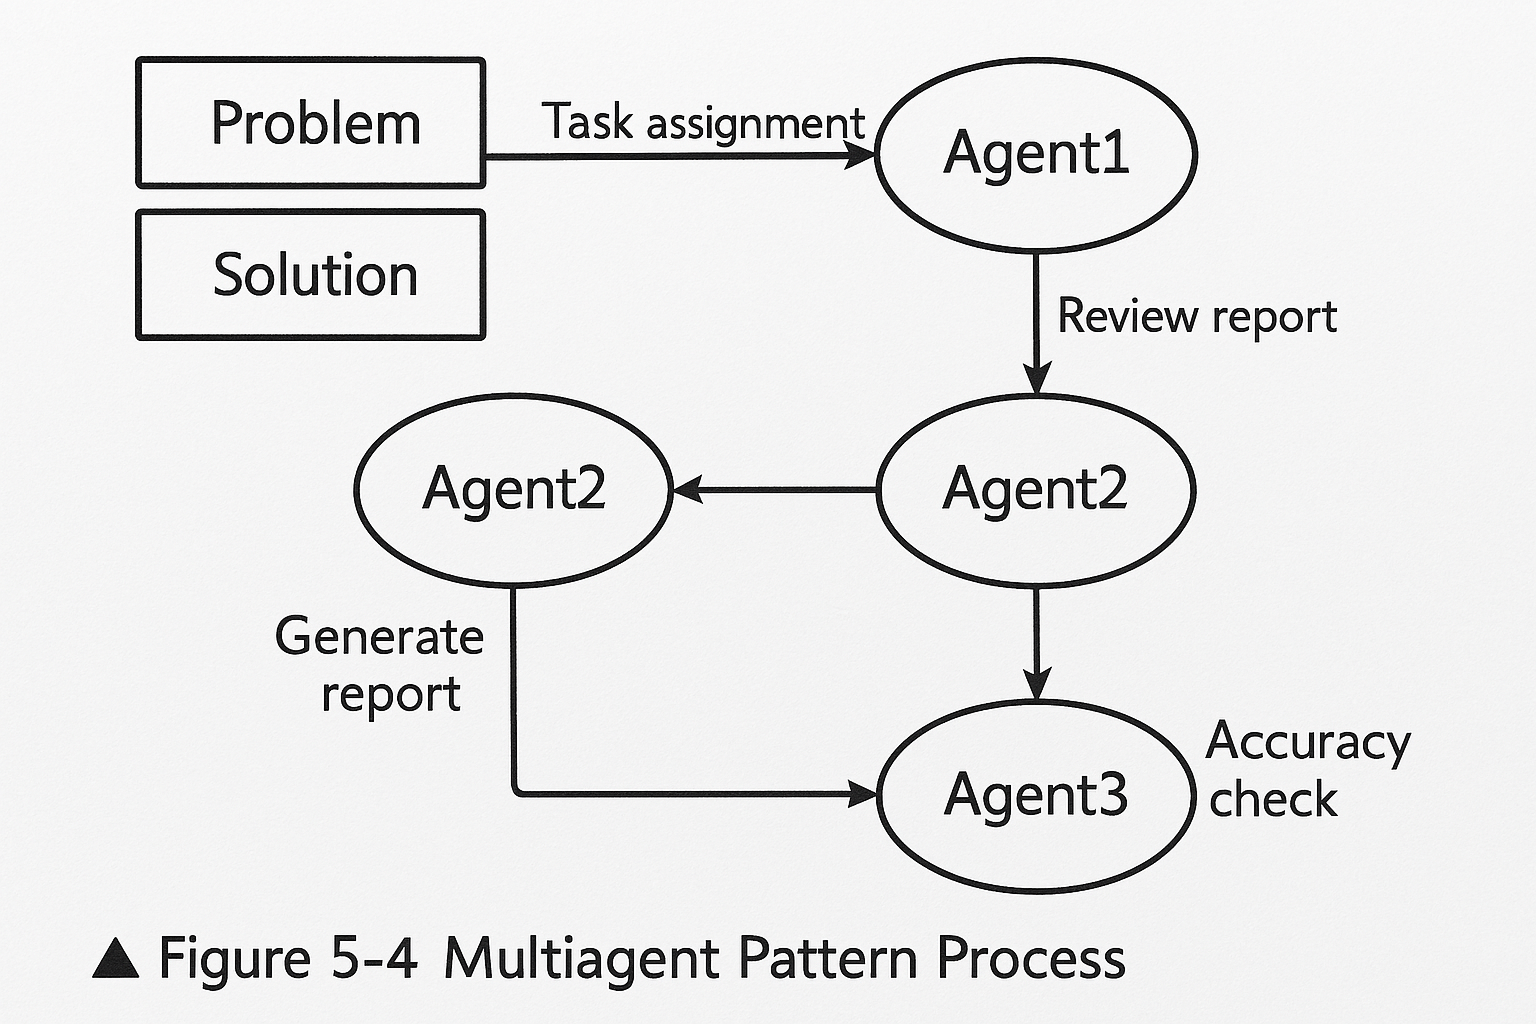 Problem
Task assignment
Agent1
Solution
Review report
Agent2
Agent2
Generate
report
Accuracy
check
Agent3
▲ Figure 5-4 Multiagent Pattern Process